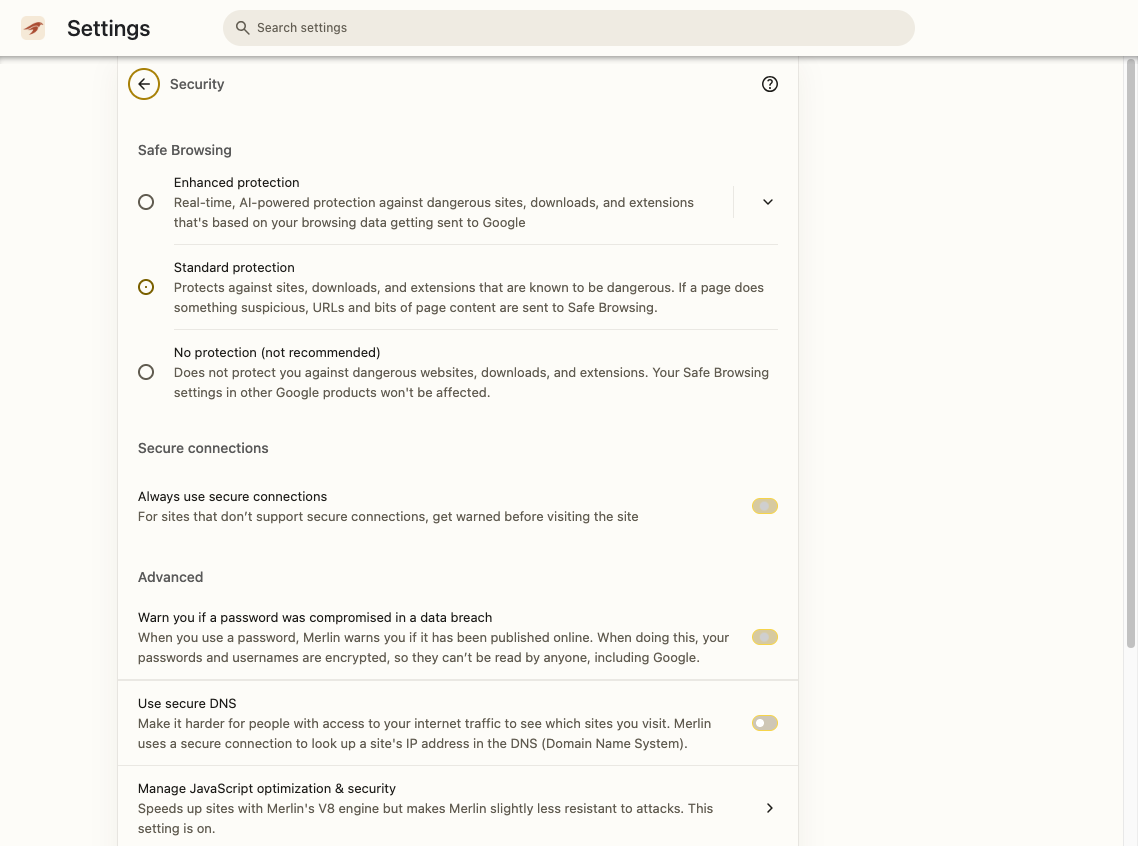 Settings
Search settings
Security
Safe Browsing
Enhanced protection
Real-time, AI-powered protection against dangerous sites, downloads, and extensions
that's based on your browsing data getting sent to Google
Standard protection
Protects against sites, downloads, and extensions that are known to be dangerous. If a page does
something suspicious, URLs and bits of page content are sent to Safe Browsing.
No protection (not recommended)
Does not protect you against dangerous websites, downloads, and extensions. Your Safe Browsing
settings in other Google products won't be affected.
Secure connections
Always use secure connections
For sites that don’t support secure connections, get warned before visiting the site
Advanced
Warn you if a password was compromised in a data breach
When you use a password, Merlin warns you if it has been published online. When doing this, your
passwords and usernames are encrypted, so they can’t be read by anyone, including Google.
Use secure DNS
Make it harder for people with access to your internet traffic to see which sites you visit. Merlin
uses a secure connection to look up a site's IP address in the DNS (Domain Name System).
Manage JavaScript optimization & security
Speeds up sites with Merlin's V8 engine but makes Merlin slightly less resistant to attacks. This
setting is on.